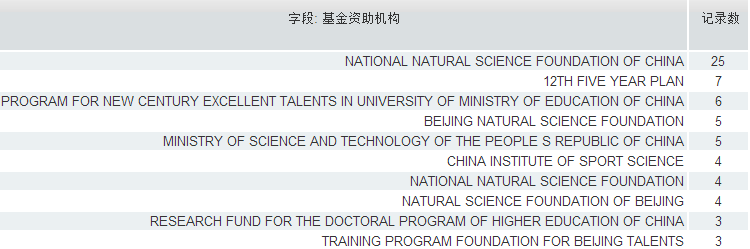 字段: 基金资助机构 记录数
NATIONAL NATURAL SCIENCE FOUNDATION OF CHINA 25
12TH FIVE YEAR PLAN 7
PROGRAM FOR NEW CENTURY EXCELLENT TALENTS IN UNIVERSITY OF MINISTRY OF EDUCATION OF CHINA 6
BEIJING NATURAL SCIENCE FOUNDATION 5
MINISTRY OF SCIENCE AND TECHNOLOGY OF THE PEOPLE S REPUBLIC OF CHINA 5
CHINA INSTITUTE OF SPORT SCIENCE 4
NATIONAL NATURAL SCIENCE FOUNDATION 4
NATURAL SCIENCE FOUNDATION OF BEIJING 4
RESEARCH FUND FOR THE DOCTORAL PROGRAM OF HIGHER EDUCATION OF CHINA 3
TRAINING PROGRAM FOUNDATION FOR BEIJING TALENTS 3